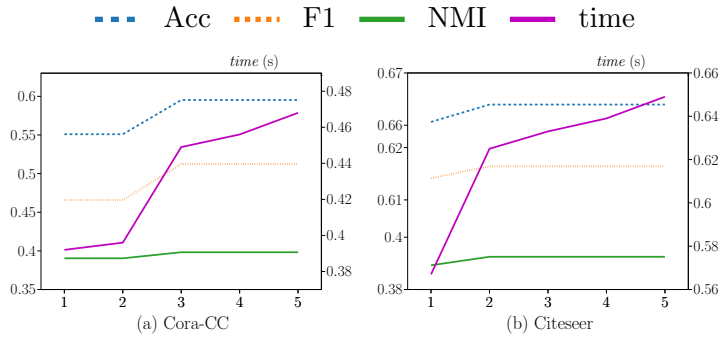 Acc F1 NMI time
time (s) time (s)
0.6 0.55 0.5 0.45 0.4 0.35
0.48 0.46 0.44 0.42 0.4 0.38
1 2 3 4 5
(a) Cora-CC
0.67 0.66 0.62 0.61 0.4 0.38
0.66 0.64 0.62 0.6 0.58 0.56
1 2 3 4 5
(b) Citeseer